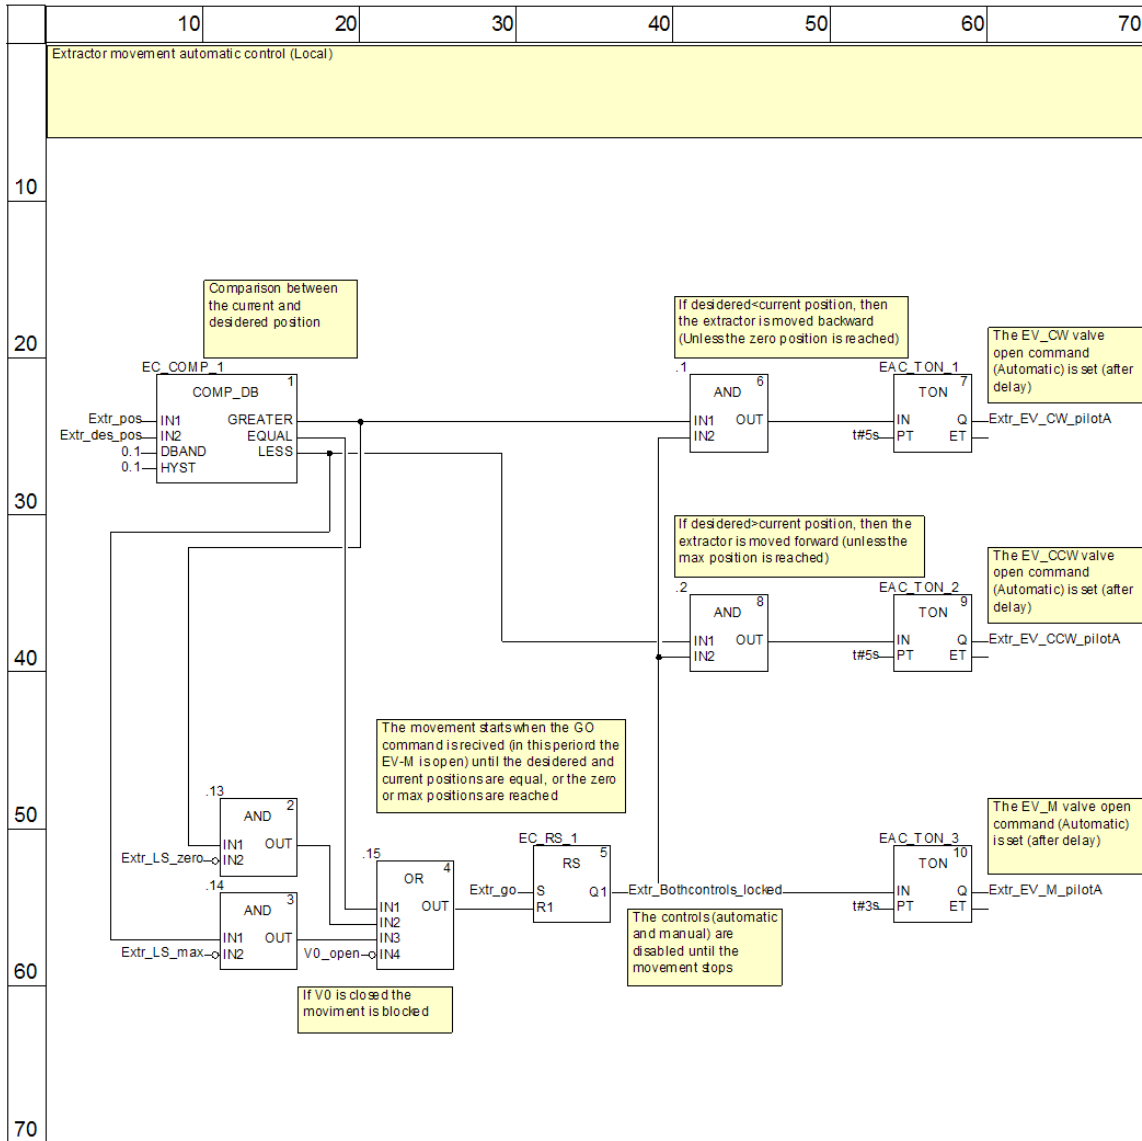 10 20 30 40 50 60 70
Extractor movement automatic control (Local)
10
20
30
40
50
60
70
Comparison between
the current and
desidered position
EC_COMP_1
1
COMP_DB
Extr_pos IN1 GREATER
Extr_des_pos IN2 EQUAL
0.1 DBAND LESS
0.1 HYST
If desidered<current position, then
the extractor is moved backward
(Unless the zero position is reached)
.1
6
AND
IN1 OUT
IN2
The EV_CW valve
open command
(Automatic) is set (after
delay)
EAC_TON_1
7
TON
IN Q Extr_EV_CW_pilotA
t#5s PT ET
If desidered>current position, then the
extractor is moved forward (unless the
max position is reached)
.2
8
AND
IN1 OUT
IN2
The EV_CCW valve
open command
(Automatic) is set (after
delay)
EAC_TON_2
9
TON
IN Q Extr_EV_CCW_pilotA
t#5s PT ET
The movement starts when the GO
command is recived (in this periord the
EV-M is open) until the desidered and
current positions are equal, or the zero
or max positions are reached
.13
2
AND
IN1 OUT
Extr_LS_zero IN2
.14
3
AND
IN1 OUT
Extr_LS_max IN2
.15
4
OR
IN1 OUT
IN2
IN3
V0_open IN4
If V0 is closed the
moviment is blocked
EC_RS_1
5
RS
Extr_go S Q1 Extr_Bothcontrols_locked
R1
The controls (automatic
and manual) are
disabled until the
movement stops
The EV_M valve open
command (Automatic)
is set (after delay)
EAC_TON_3
10
TON
IN Q Extr_EV_M_pilotA
t#3s PT ET